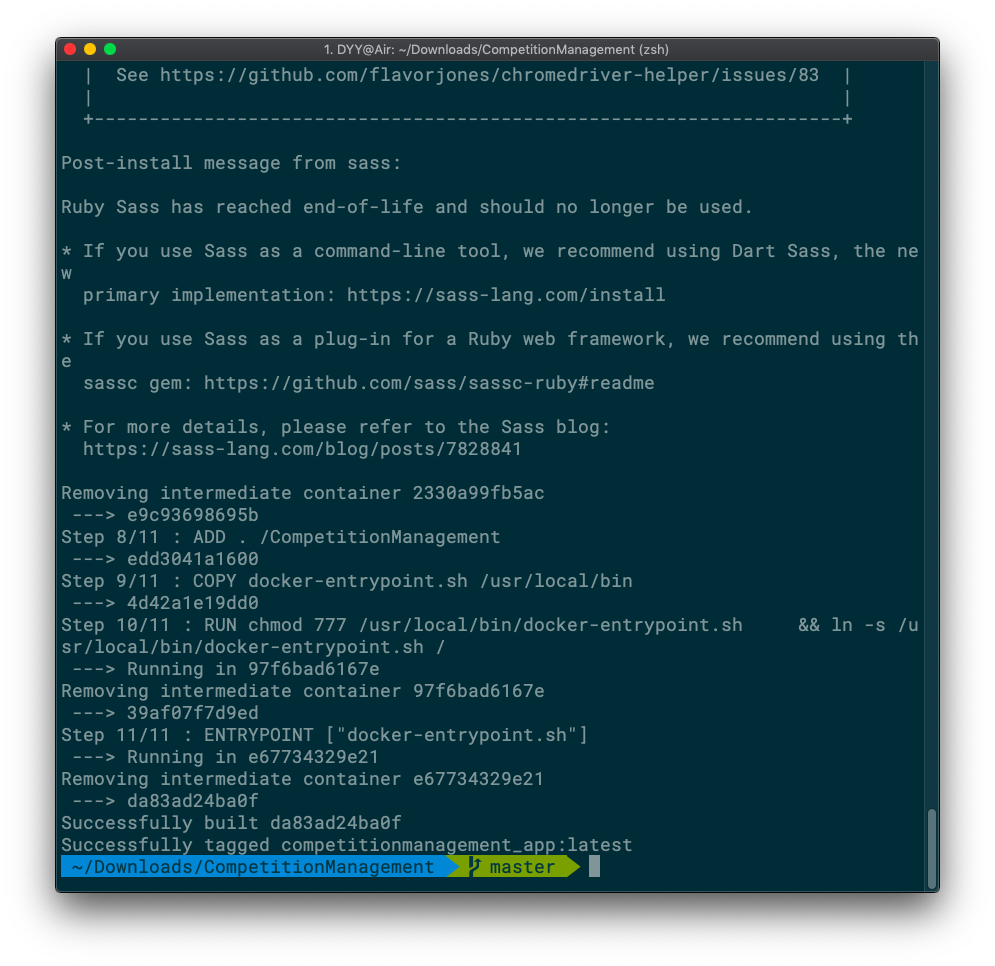 1. DYY@Air: ~/Downloads/CompetitionManagement (zsh)
  |  See https://github.com/flavorjones/chromedriver-helper/issues/83  |
  |                                                                    |
  +--------------------------------------------------------------------+
Post-install message from sass:
Ruby Sass has reached end-of-life and should no longer be used.
* If you use Sass as a command-line tool, we recommend using Dart Sass, the ne
w
  primary implementation: https://sass-lang.com/install
* If you use Sass as a plug-in for a Ruby web framework, we recommend using th
e
  sassc gem: https://github.com/sass/sassc-ruby#readme
* For more details, please refer to the Sass blog:
  https://sass-lang.com/blog/posts/7828841
Removing intermediate container 2330a99fb5ac
 ---> e9c93698695b
Step 8/11 : ADD . /CompetitionManagement
 ---> edd3041a1600
Step 9/11 : COPY docker-entrypoint.sh /usr/local/bin
 ---> 4d42a1e19dd0
Step 10/11 : RUN chmod 777 /usr/local/bin/docker-entrypoint.sh     && ln -s /u
sr/local/bin/docker-entrypoint.sh /
 ---> Running in 97f6bad6167e
Removing intermediate container 97f6bad6167e
 ---> 39af07f7d9ed
Step 11/11 : ENTRYPOINT ["docker-entrypoint.sh"]
 ---> Running in e67734329e21
Removing intermediate container e67734329e21
 ---> da83ad24ba0f
Successfully built da83ad24ba0f
Successfully tagged competitionmanagement_app:latest
~/Downloads/CompetitionManagement master